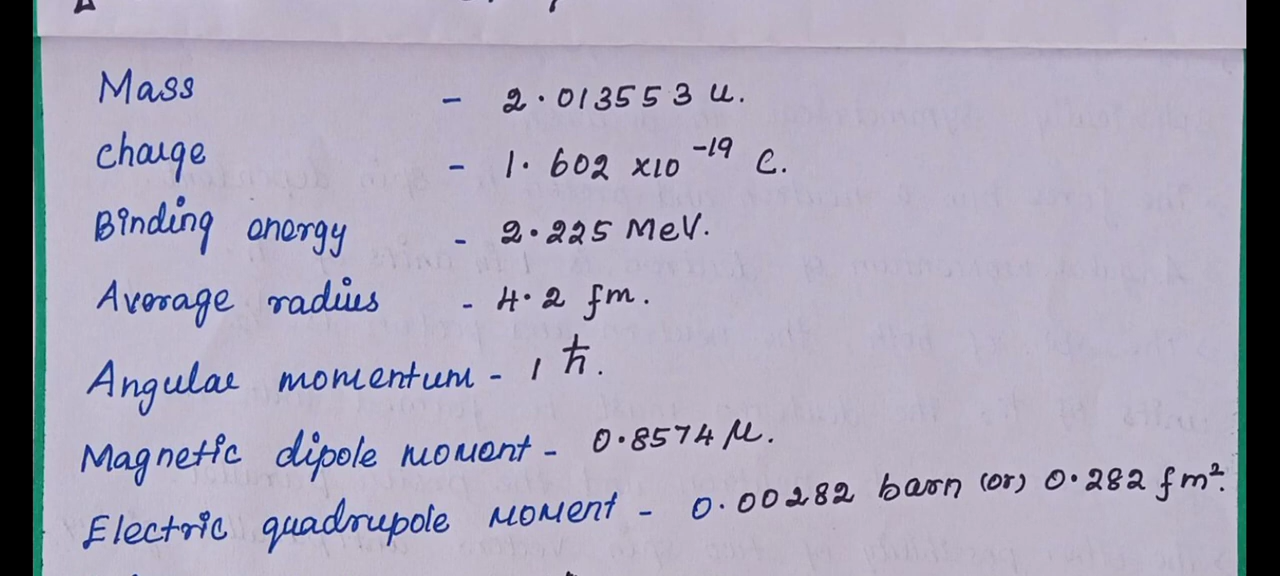 Mass - 2.013553 u.
charge - 1.602 x10⁻¹⁹ C.
Binding energy - 2.225 MeV.
Average radius - 4.2 fm.
Angular momentum - 1 ħ.
Magnetic dipole moment - 0.8574 μ.
Electric quadrupole moment - 0.00282 barn (or) 0.282 fm².